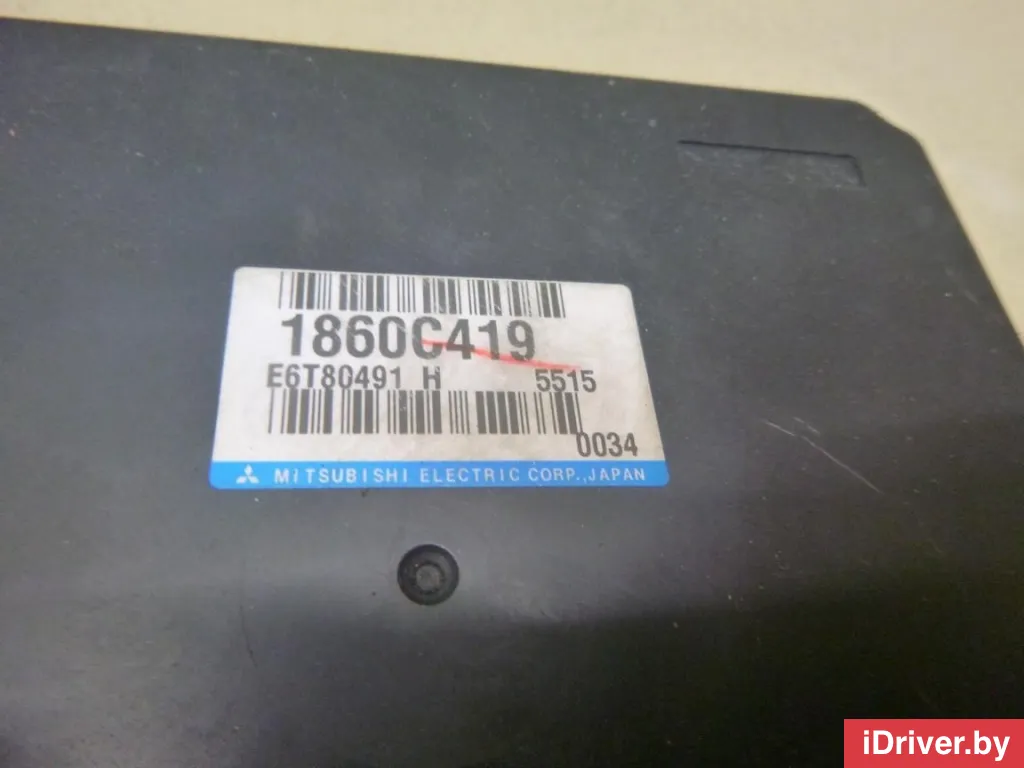 1860C419
E6T80491 H 5515
0034
MITSUBISHI ELECTRIC CORP.,JAPAN
iDriver.by